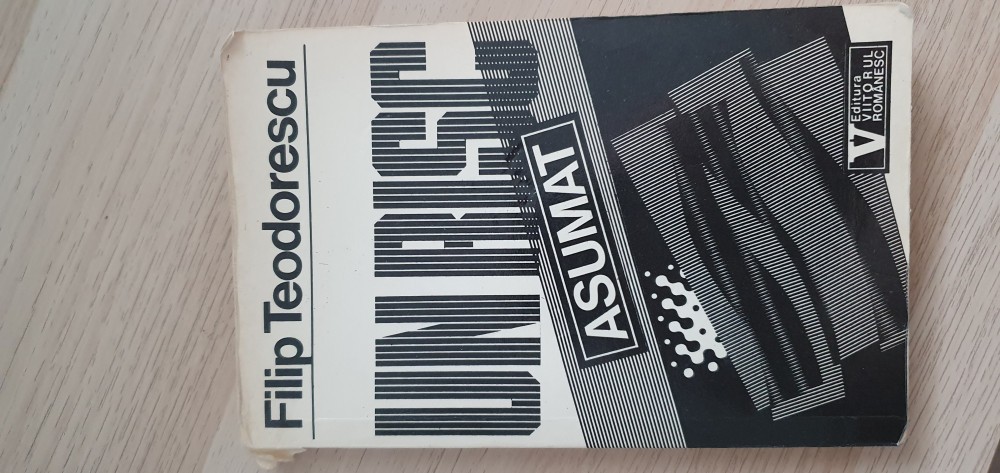 Filip Teodorescu
UN RISC
ASUMAT
V
Editura
VIITORUL
ROMÂNESC